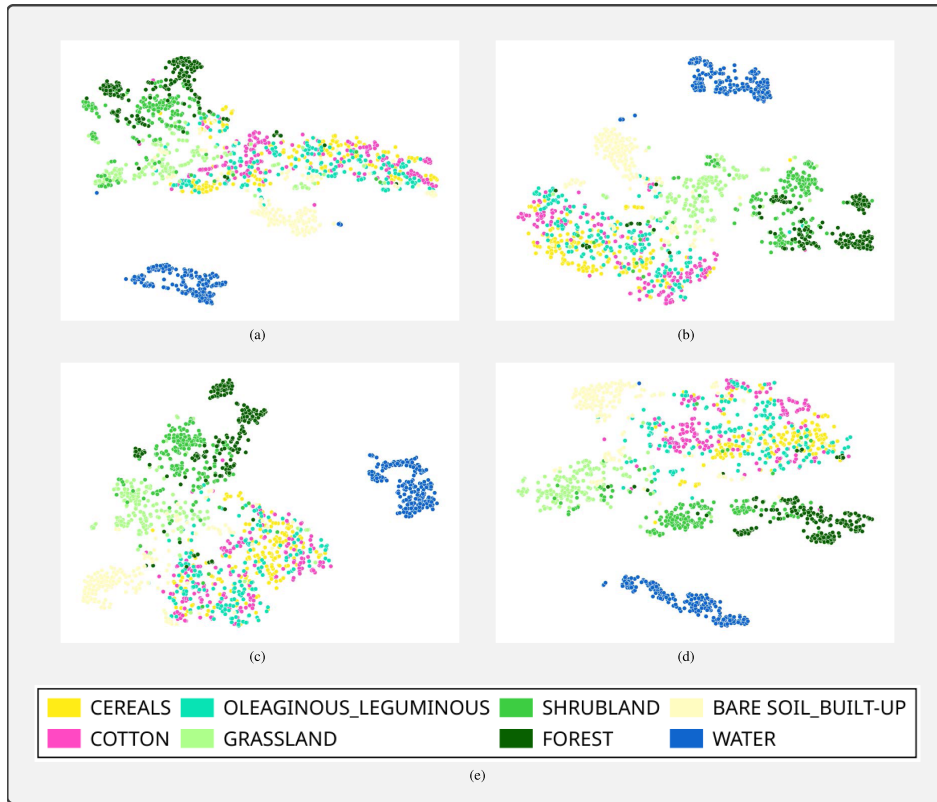 (a)
(b)
(c)
(d)
CEREALS OLEAGINOUS_LEGUMINOUS SHRUBLAND BARE SOIL_BUILT-UP
COTTON GRASSLAND FOREST WATER
(e)